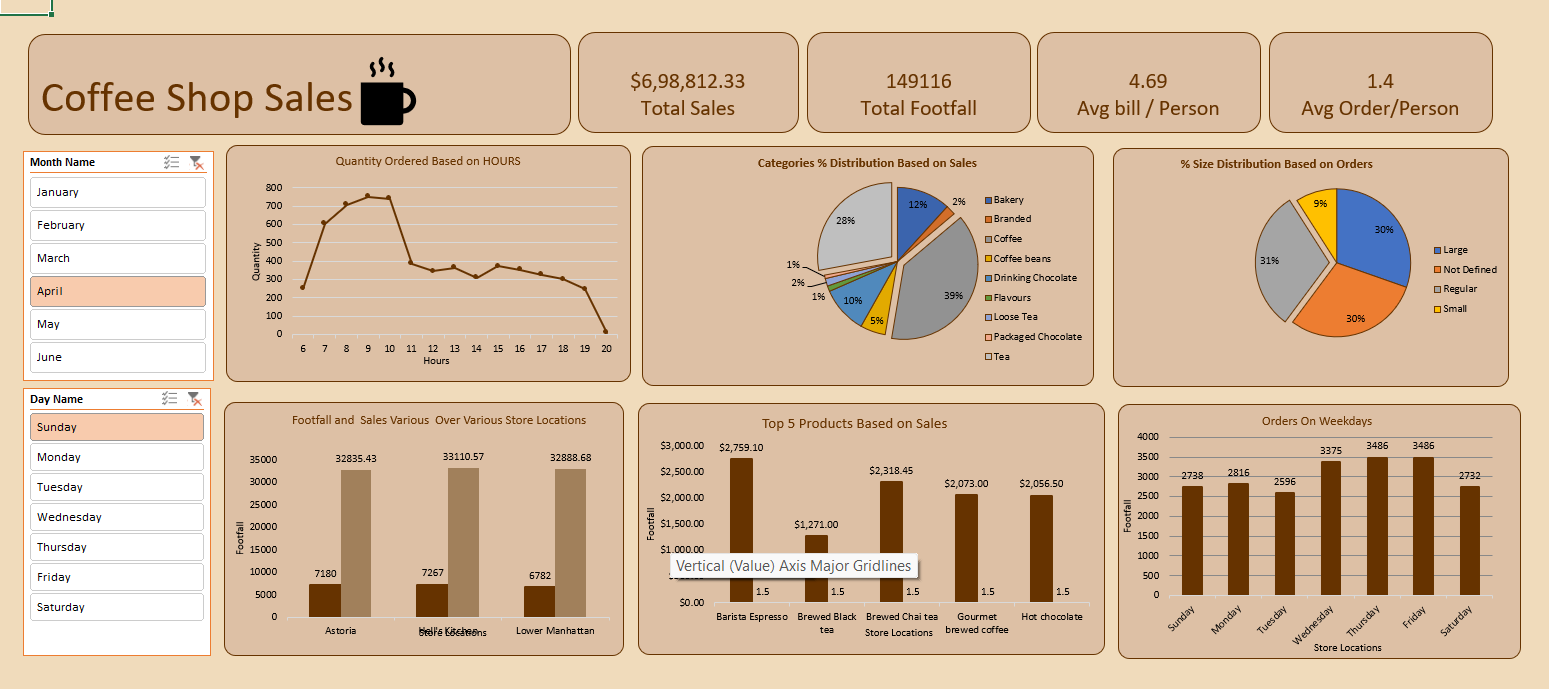 Coffee Shop Sales
$6,98,812.33
Total Sales
149116
Total Footfall
4.69
Avg bill / Person
1.4
Avg Order/Person
Month Name
January
February
March
April
May
June
Day Name
Sunday
Monday
Tuesday
Wednesday
Thursday
Friday
Saturday
Quantity Ordered Based on HOURS
800
700
600
500
400
300
200
100
0
Quantity
6 7 8 9 10 11 12 13 14 15 16 17 18 19 20
Hours
Categories % Distribution Based on Sales
12%
2%
39%
5%
10%
1%
2%
1%
28%
Bakery
Branded
Coffee
Coffee beans
Drinking Chocolate
Flavours
Loose Tea
Packaged Chocolate
Tea
% Size Distribution Based on Orders
30%
30%
31%
9%
Large
Not Defined
Regular
Small
Footfall and Sales Various Over Various Store Locations
35000
30000
25000
20000
15000
10000
5000
0
Footfall
32835.43 33110.57 32888.68
7180 7267 6782
Astoria Hell's Kitchen Lower Manhattan
Store Locations
Top 5 Products Based on Sales
$3,000.00
$2,500.00
$2,000.00
$1,500.00
$1,000.00
$0.00
Footfall
$2,759.10
$1,271.00
$2,318.45
$2,073.00
$2,056.50
Vertical (Value) Axis Major Gridlines
1.5 1.5 1.5 1.5 1.5
Barista Espresso
Brewed Black
tea
Brewed Chai tea
Gourmet
brewed coffee
Hot chocolate
Store Locations
Orders On Weekdays
4000
3500
3000
2500
2000
1500
1000
500
0
Footfall
2738 2816 2596 3375 3486 3486 2732
Sunday Monday Tuesday Wednesday Thursday Friday Saturday
Store Locations